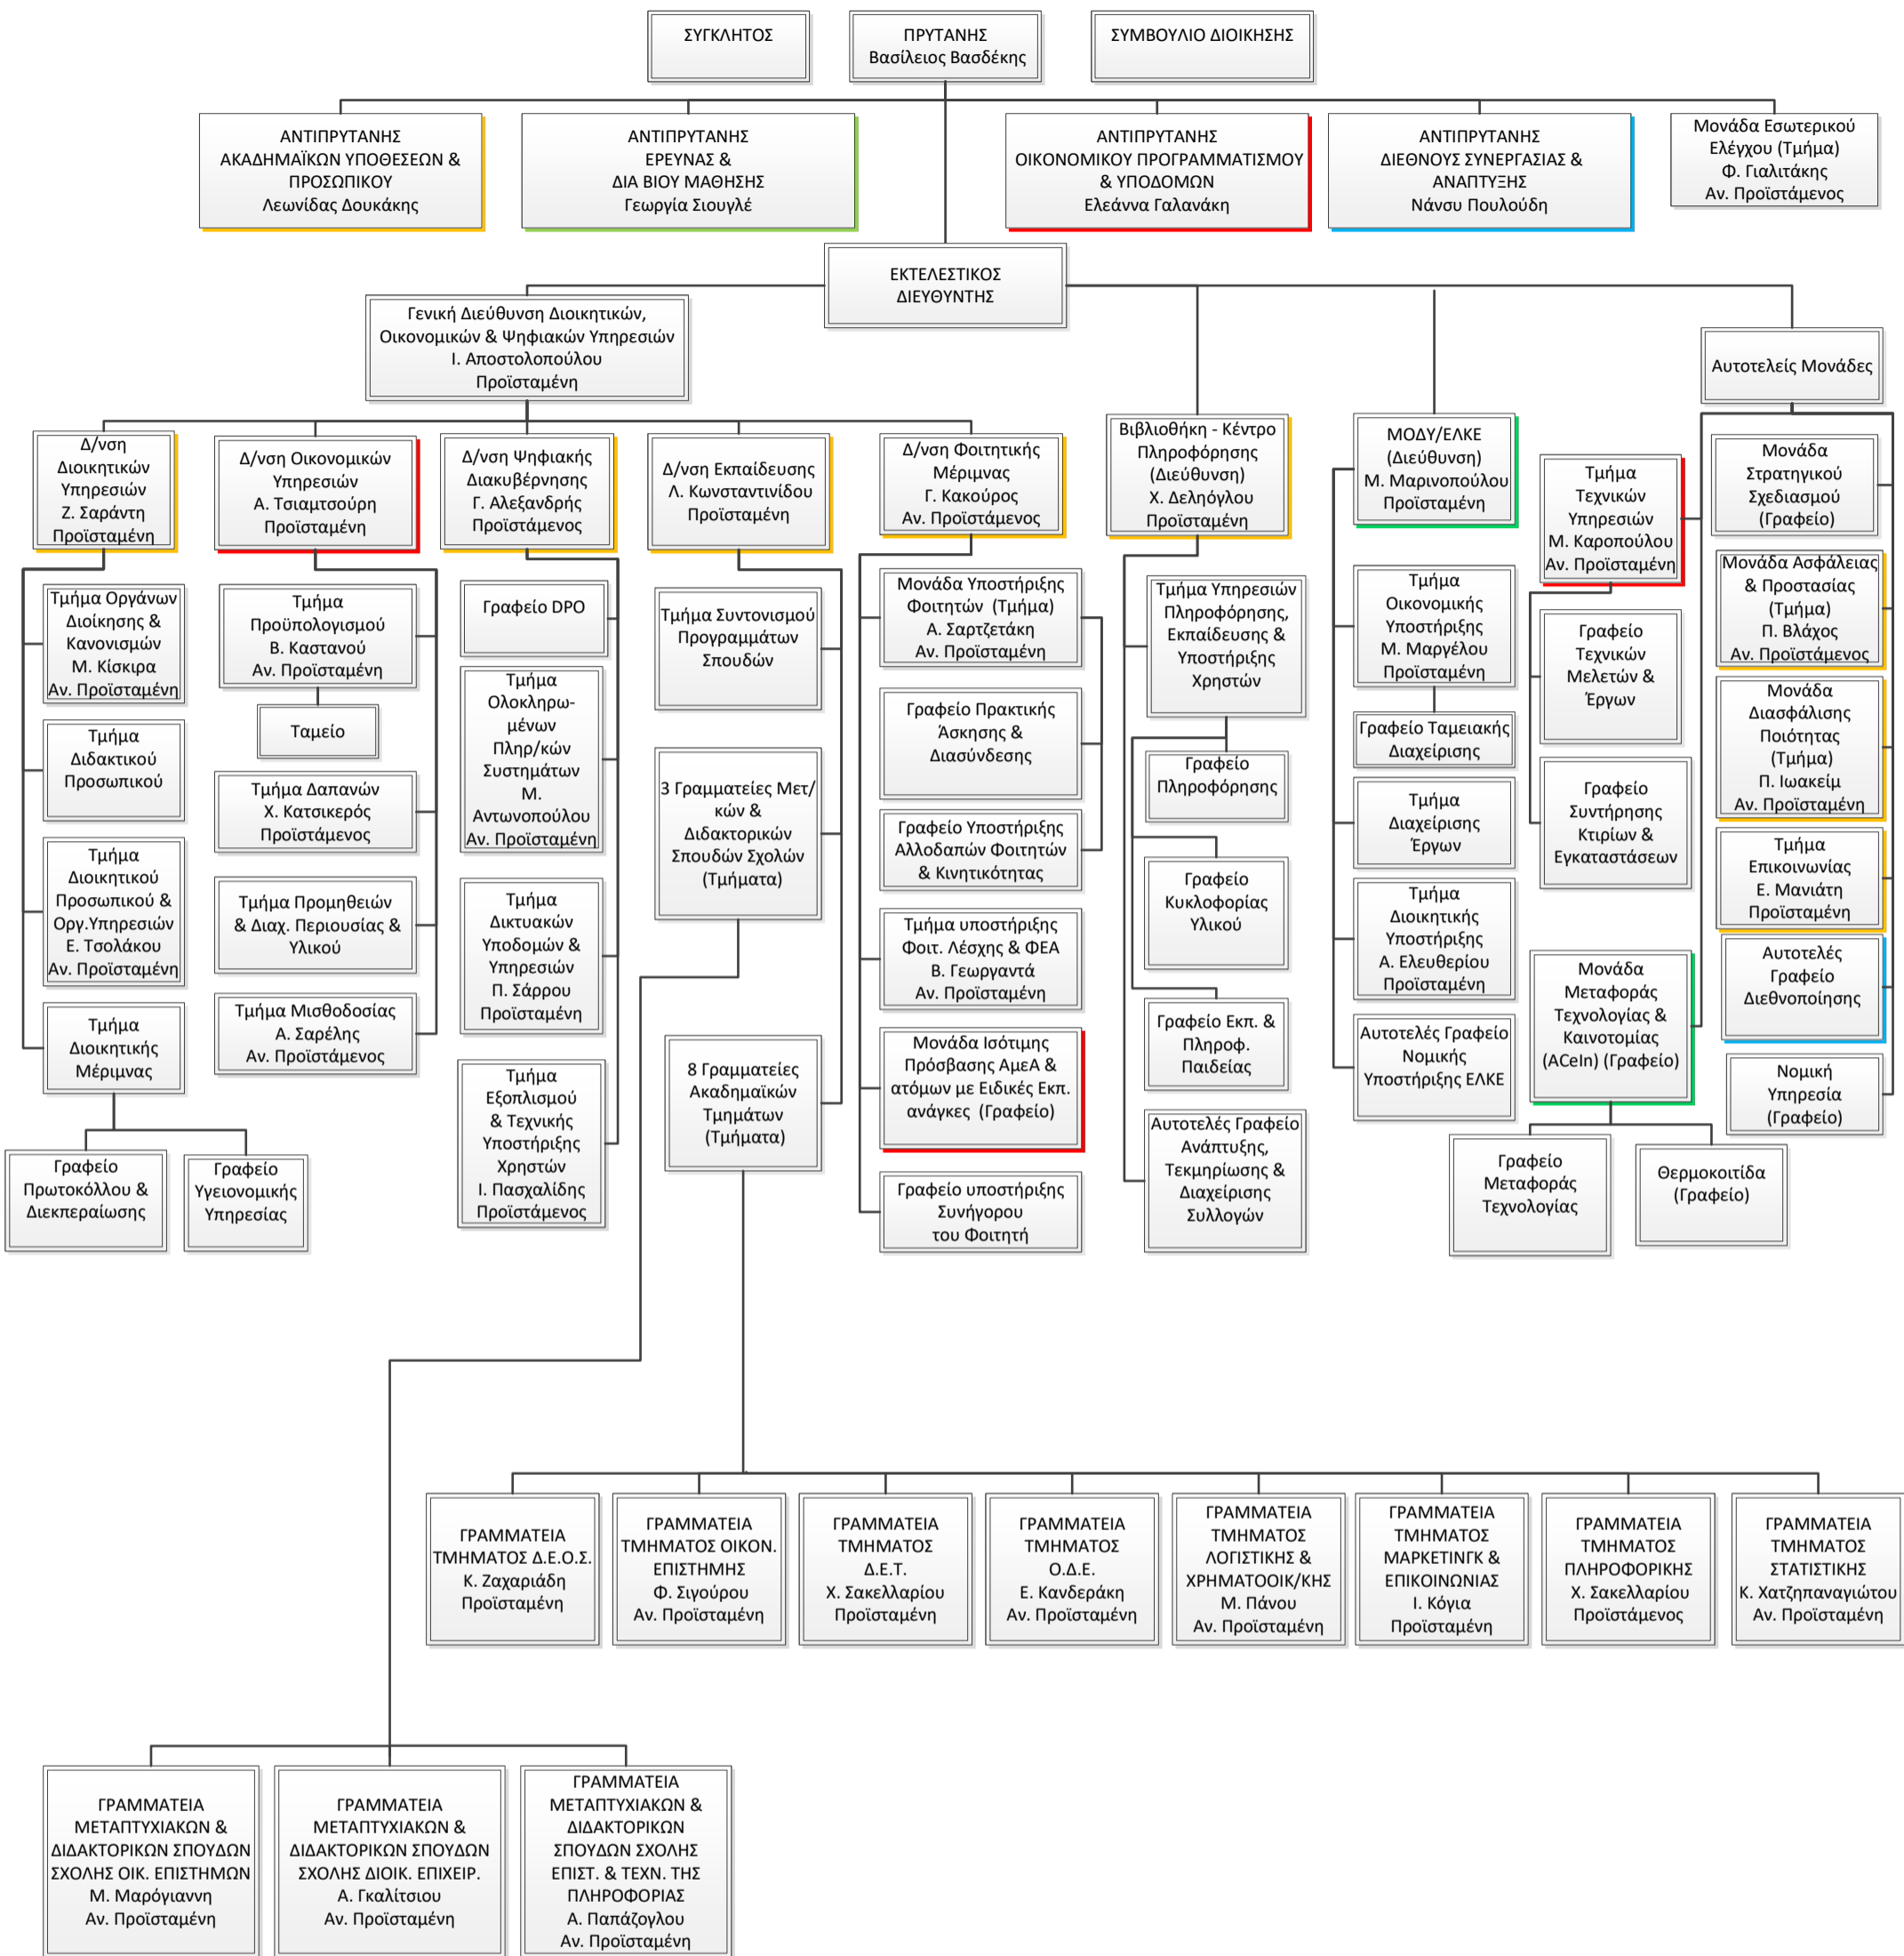 ΣΥΓΚΛΗΤΟΣ
ΠΡΥΤΑΝΗΣ
Βασίλειος Βασδέκης
ΣΥΜΒΟΥΛΙΟ ΔΙΟΙΚΗΣΗΣ
ΑΝΤΙΠΡΥΤΑΝΗΣ
ΑΚΑΔΗΜΑΪΚΩΝ ΥΠΟΘΕΣΕΩΝ &
ΠΡΟΣΩΠΙΚΟΥ
Λεωνίδας Δουκάκης
ΑΝΤΙΠΡΥΤΑΝΗΣ
ΕΡΕΥΝΑΣ &
ΔΙΑ ΒΙΟΥ ΜΑΘΗΣΗΣ
Γεωργία Σιουγλέ
ΑΝΤΙΠΡΥΤΑΝΗΣ
ΟΙΚΟΝΟΜΙΚΟΥ ΠΡΟΓΡΑΜΜΑΤΙΣΜΟΥ
& ΥΠΟΔΟΜΩΝ
Ελεάννα Γαλανάκη
ΑΝΤΙΠΡΥΤΑΝΗΣ
ΔΙΕΘΝΟΥΣ ΣΥΝΕΡΓΑΣΙΑΣ &
ΑΝΑΠΤΥΞΗΣ
Νάνσυ Πουλούδη
Μονάδα Εσωτερικού
Ελέγχου (Τμήμα)
Φ. Γιαλιτάκης
Αν. Προϊστάμενος
ΕΚΤΕΛΕΣΤΙΚΟΣ
ΔΙΕΥΘΥΝΤΗΣ
Γενική Διεύθυνση Διοικητικών,
Οικονομικών & Ψηφιακών Υπηρεσιών
Ι. Αποστολοπούλου
Προϊσταμένη
Αυτοτελείς Μονάδες
Δ/νση
Διοικητικών
Υπηρεσιών
Ζ. Σαράντη
Προϊσταμένη
Δ/νση Οικονομικών
Υπηρεσιών
Α. Τσιαμτσούρη
Προϊσταμένη
Δ/νση Ψηφιακής
Διακυβέρνησης
Γ. Αλεξανδρής
Προϊστάμενος
Δ/νση Εκπαίδευσης
Λ. Κωνσταντινίδου
Προϊσταμένη
Δ/νση Φοιτητικής
Μέριμνας
Γ. Κακούρος
Αν. Προϊστάμενος
Βιβλιοθήκη - Κέντρο
Πληροφόρησης
(Διεύθυνση)
Χ. Δεληόγλου
Προϊσταμένη
ΜΟΔΥ/ΕΛΚΕ
(Διεύθυνση)
Μ. Μαρινοπούλου
Προϊσταμένη
Τμήμα
Τεχνικών
Υπηρεσιών
Μ. Καροπούλου
Αν. Προϊσταμένη
Μονάδα
Στρατηγικού
Σχεδιασμού
(Γραφείο)
Τμήμα Οργάνων
Διοίκησης &
Κανονισμών
Μ. Κίσκιρα
Αν. Προϊσταμένη
Τμήμα
Διδακτικού
Προσωπικού
Τμήμα
Διοικητικού
Προσωπικού &
Οργ.Υπηρεσιών
Ε. Τσολάκου
Αν. Προϊσταμένη
Τμήμα
Διοικητικής
Μέριμνας
Γραφείο
Πρωτοκόλλου &
Διεκπεραίωσης
Γραφείο
Υγειονομικής
Υπηρεσίας
Τμήμα
Προϋπολογισμού
Β. Καστανού
Αν. Προϊσταμένη
Ταμείο
Τμήμα Δαπανών
Χ. Κατσικερός
Προϊστάμενος
Τμήμα Προμηθειών
& Διαχ. Περιουσίας &
Υλικού
Τμήμα Μισθοδοσίας
Α. Σαρέλης
Αν. Προϊστάμενος
Γραφείο DPO
Τμήμα
Ολοκληρω-
μένων
Πληρ/κών
Συστημάτων
Μ.
Αντωνοπούλου
Αν. Προϊσταμένη
Τμήμα
Δικτυακών
Υποδομών &
Υπηρεσιών
Π. Σάρρου
Προϊσταμένη
Τμήμα
Εξοπλισμού
& Τεχνικής
Υποστήριξης
Χρηστών
Ι. Πασχαλίδης
Προϊστάμενος
Τμήμα Συντονισμού
Προγραμμάτων
Σπουδών
3 Γραμματείες Μετ/
κών &
Διδακτορικών
Σπουδών Σχολών
(Τμήματα)
8 Γραμματείες
Ακαδημαϊκών
Τμημάτων
(Τμήματα)
Μονάδα Υποστήριξης
Φοιτητών (Τμήμα)
Α. Σαρτζετάκη
Αν. Προϊσταμένη
Γραφείο Πρακτικής
Άσκησης &
Διασύνδεσης
Γραφείο Υποστήριξης
Αλλοδαπών Φοιτητών
& Κινητικότητας
Τμήμα υποστήριξης
Φοιτ. Λέσχης & ΦΕΑ
Β. Γεωργαντά
Αν. Προϊσταμένη
Μονάδα Ισότιμης
Πρόσβασης ΑμεΑ &
ατόμων με Ειδικές Εκπ.
ανάγκες (Γραφείο)
Γραφείο υποστήριξης
Συνήγορου
του Φοιτητή
Τμήμα Υπηρεσιών
Πληροφόρησης,
Εκπαίδευσης &
Υποστήριξης
Χρηστών
Γραφείο
Πληροφόρησης
Γραφείο
Κυκλοφορίας
Υλικού
Γραφείο Εκπ. &
Πληροφ.
Παιδείας
Αυτοτελές Γραφείο
Ανάπτυξης,
Τεκμηρίωσης &
Διαχείρισης
Συλλογών
Τμήμα
Οικονομικής
Υποστήριξης
Μ. Μαργέλου
Προϊσταμένη
Γραφείο Ταμειακής
Διαχείρισης
Τμήμα
Διαχείρισης
Έργων
Τμήμα
Διοικητικής
Υποστήριξης
Α. Ελευθερίου
Προϊσταμένη
Αυτοτελές Γραφείο
Νομικής
Υποστήριξης ΕΛΚΕ
Γραφείο
Τεχνικών
Μελετών &
Έργων
Γραφείο
Συντήρησης
Κτιρίων &
Εγκαταστάσεων
Μονάδα
Μεταφοράς
Τεχνολογίας &
Καινοτομίας
(ACeIn) (Γραφείο)
Γραφείο
Μεταφοράς
Τεχνολογίας
Θερμοκοιτίδα
(Γραφείο)
Μονάδα Ασφάλειας
& Προστασίας
(Τμήμα)
Π. Βλάχος
Αν. Προϊστάμενος
Μονάδα
Διασφάλισης
Ποιότητας
(Τμήμα)
Π. Ιωακείμ
Αν. Προϊσταμένη
Τμήμα
Επικοινωνίας
Ε. Μανιάτη
Προϊσταμένη
Αυτοτελές
Γραφείο
Διεθνοποίησης
Νομική
Υπηρεσία
(Γραφείο)
ΓΡΑΜΜΑΤΕΙΑ
ΤΜΗΜΑΤΟΣ Δ.Ε.Ο.Σ.
Κ. Ζαχαριάδη
Προϊσταμένη
ΓΡΑΜΜΑΤΕΙΑ
ΤΜΗΜΑΤΟΣ ΟΙΚΟΝ.
ΕΠΙΣΤΗΜΗΣ
Φ. Σιγούρου
Αν. Προϊσταμένη
ΓΡΑΜΜΑΤΕΙΑ
ΤΜΗΜΑΤΟΣ
Δ.Ε.Τ.
Χ. Σακελλαρίου
Προϊσταμένη
ΓΡΑΜΜΑΤΕΙΑ
ΤΜΗΜΑΤΟΣ
Ο.Δ.Ε.
Ε. Κανδεράκη
Αν. Προϊσταμένη
ΓΡΑΜΜΑΤΕΙΑ
ΤΜΗΜΑΤΟΣ
ΛΟΓΙΣΤΙΚΗΣ &
ΧΡΗΜΑΤΟΟΙΚ/ΚΗΣ
Μ. Πάνου
Αν. Προϊσταμένη
ΓΡΑΜΜΑΤΕΙΑ
ΤΜΗΜΑΤΟΣ
ΜΑΡΚΕΤΙΝΓΚ &
ΕΠΙΚΟΙΝΩΝΙΑΣ
Ι. Κόγια
Προϊσταμένη
ΓΡΑΜΜΑΤΕΙΑ
ΤΜΗΜΑΤΟΣ
ΠΛΗΡΟΦΟΡΙΚΗΣ
Χ. Σακελλαρίου
Προϊστάμενος
ΓΡΑΜΜΑΤΕΙΑ
ΤΜΗΜΑΤΟΣ
ΣΤΑΤΙΣΤΙΚΗΣ
Κ. Χατζηπαναγιώτου
Αν. Προϊσταμένη
ΓΡΑΜΜΑΤΕΙΑ
ΜΕΤΑΠΤΥΧΙΑΚΩΝ &
ΔΙΔΑΚΤΟΡΙΚΩΝ ΣΠΟΥΔΩΝ
ΣΧΟΛΗΣ ΟΙΚ. ΕΠΙΣΤΗΜΩΝ
Μ. Μαρόγιαννη
Αν. Προϊσταμένη
ΓΡΑΜΜΑΤΕΙΑ
ΜΕΤΑΠΤΥΧΙΑΚΩΝ &
ΔΙΔΑΚΤΟΡΙΚΩΝ ΣΠΟΥΔΩΝ
ΣΧΟΛΗΣ ΔΙΟΙΚ. ΕΠΙΧΕΙΡ.
Α. Γκαλίτσιου
Αν. Προϊσταμένη
ΓΡΑΜΜΑΤΕΙΑ
ΜΕΤΑΠΤΥΧΙΑΚΩΝ &
ΔΙΔΑΚΤΟΡΙΚΩΝ
ΣΠΟΥΔΩΝ ΣΧΟΛΗΣ
ΕΠΙΣΤ. & ΤΕΧΝ. ΤΗΣ
ΠΛΗΡΟΦΟΡΙΑΣ
Α. Παπάζογλου
Αν. Προϊσταμένη